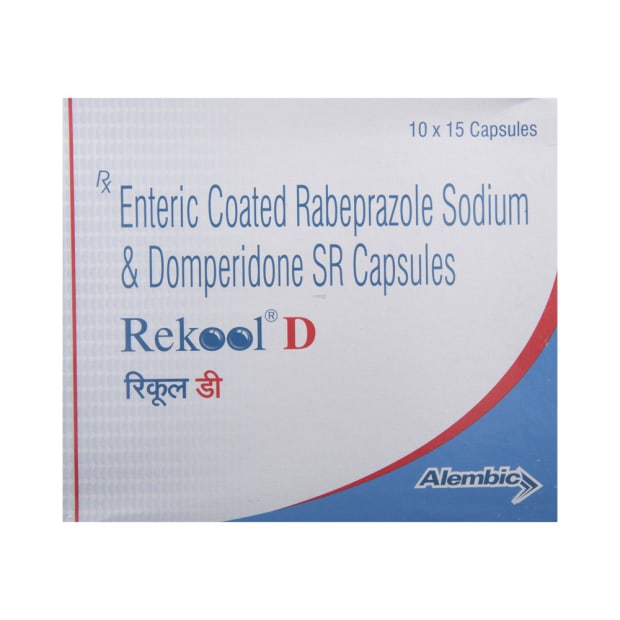 10 x 15 Capsules
Rx
Enteric Coated Rabeprazole Sodium
& Domperidone SR Capsules
Rekool® D
रिकूल डी
Alembic